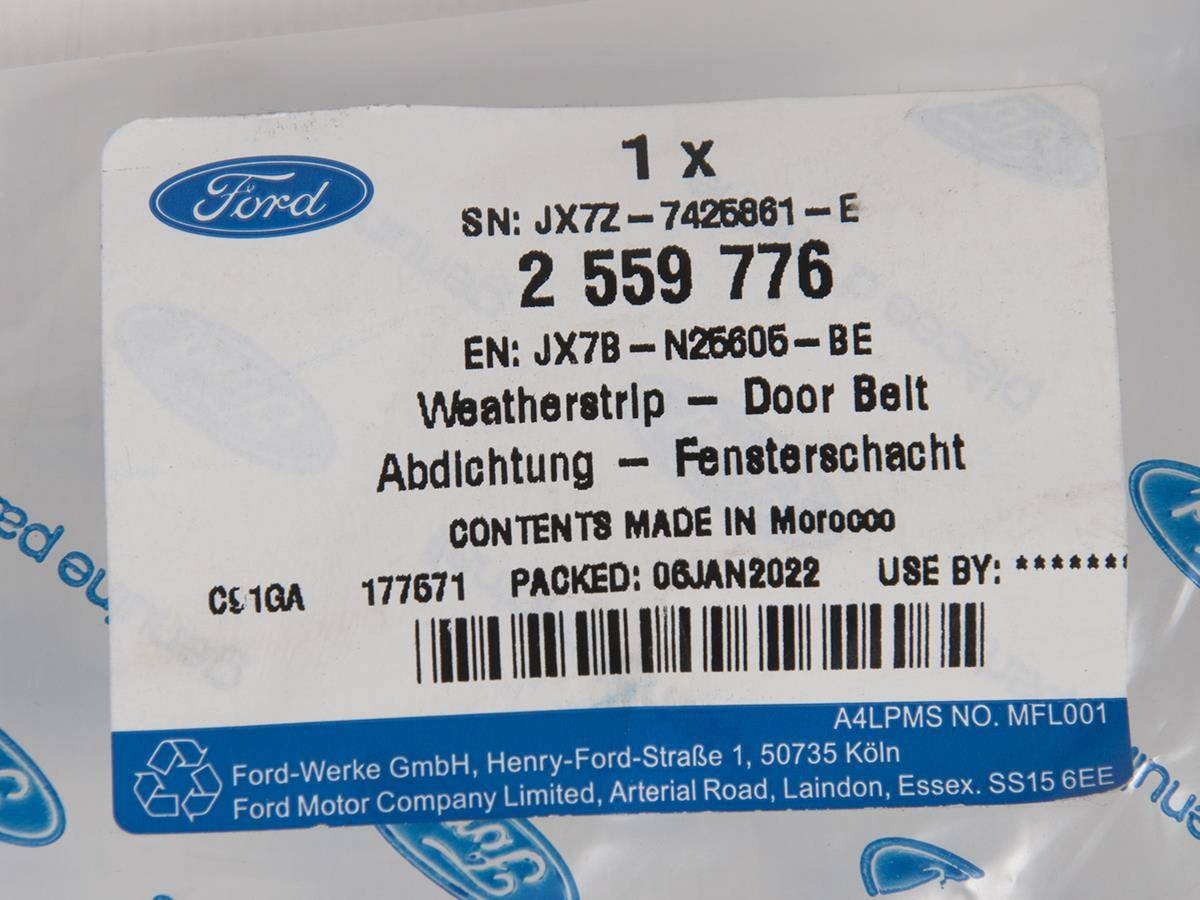 Ford
1 x
SN: JX7Z-7425861-E
2 559 776
EN: JX7B-N25605-BE
Weatherstrip - Door Belt
Abdichtung - Fensterschacht
CONTENTS MADE IN Morocco
177571 PACKED: 06JAN2022 USE BY: *******
A4LPMS NO. MFL001
Ford-Werke GmbH, Henry-Ford-Straße 1, 50735 Köln
Ford Motor Company Limited, Arterial Road, Laindon, Essex. SS15 6EE